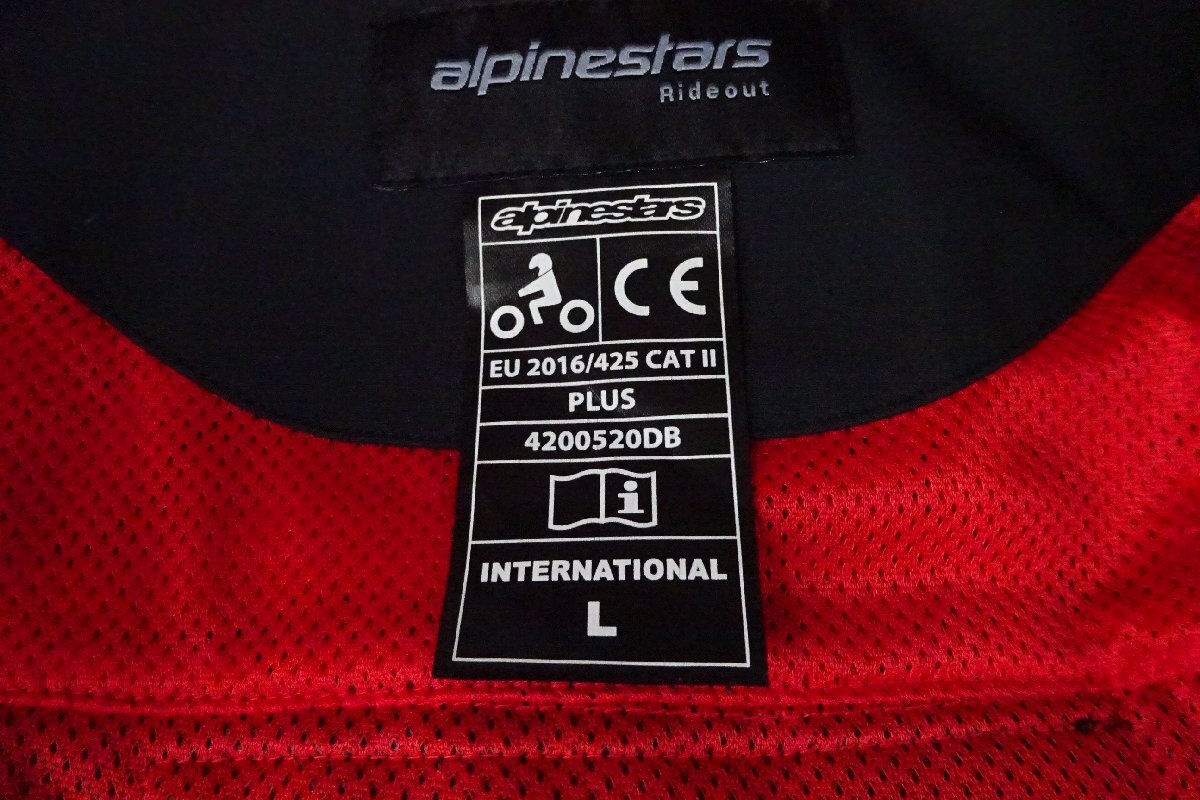 alpinestars
Rideout
alpinestars
CE
EU 2016/425 CAT II
PLUS
4200520DB
i
INTERNATIONAL
L